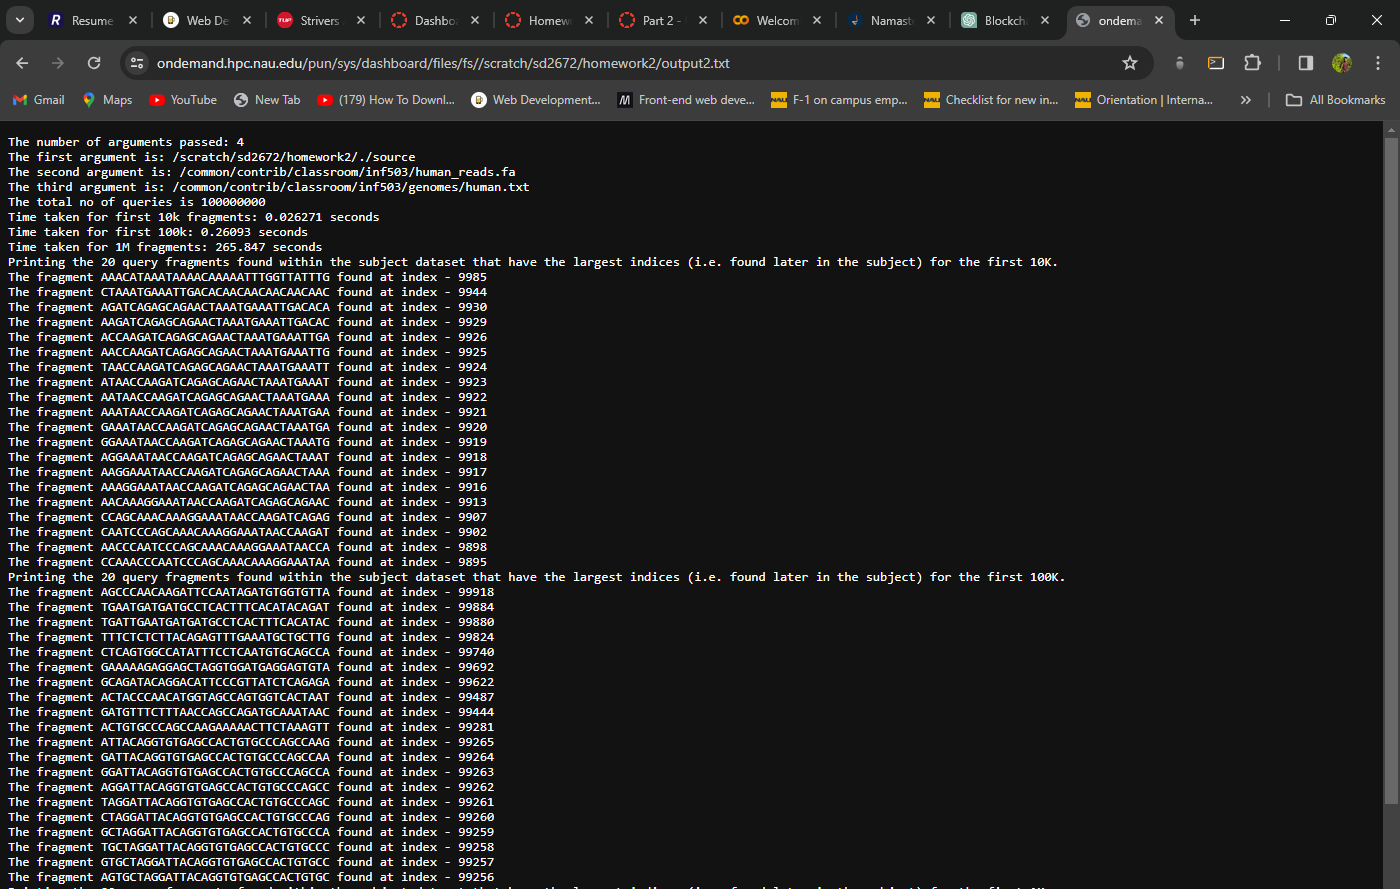 Resume
Web De
Strivers
Dashbo
Homew
Part 2 -
Welcom
Namast
Blockch
ondema
ondemand.hpc.nau.edu/pun/sys/dashboard/files/fs//scratch/sd2672/homework2/output2.txt
Gmail
Maps
YouTube
New Tab
(179) How To Downl...
Web Development...
Front-end web deve...
F-1 on campus emp...
Checklist for new in...
Orientation | Interna...
All Bookmarks
The number of arguments passed: 4
The first argument is: /scratch/sd2672/homework2/./source
The second argument is: /common/contrib/classroom/inf503/human_reads.fa
The third argument is: /common/contrib/classroom/inf503/genomes/human.txt
The total no of queries is 100000000
Time taken for first 10k fragments: 0.026271 seconds
Time taken for first 100k: 0.26093 seconds
Time taken for 1M fragments: 265.847 seconds
Printing the 20 query fragments found within the subject dataset that have the largest indices (i.e. found later in the subject) for the first 10K.
The fragment AAACATAAATAAAACAAAAATTTGGTTATTTG found at index - 9985
The fragment CTAAATGAAATTGACACAACAACAACAACAAC found at index - 9944
The fragment AGATCAGAGCAGAACTAAATGAAATTGACACA found at index - 9930
The fragment AAGATCAGAGCAGAACTAAATGAAATTGACAC found at index - 9929
The fragment ACCAAGATCAGAGCAGAACTAAATGAAATTGA found at index - 9926
The fragment AACCAAGATCAGAGCAGAACTAAATGAAATTG found at index - 9925
The fragment TAACCAAGATCAGAGCAGAACTAAATGAAATT found at index - 9924
The fragment ATAACCAAGATCAGAGCAGAACTAAATGAAAT found at index - 9923
The fragment AATAACCAAGATCAGAGCAGAACTAAATGAAA found at index - 9922
The fragment AAATAACCAAGATCAGAGCAGAACTAAATGAA found at index - 9921
The fragment GAAATAACCAAGATCAGAGCAGAACTAAATGA found at index - 9920
The fragment GGAAATAACCAAGATCAGAGCAGAACTAAATG found at index - 9919
The fragment AGGAAATAACCAAGATCAGAGCAGAACTAAAT found at index - 9918
The fragment AAGGAAATAACCAAGATCAGAGCAGAACTAAA found at index - 9917
The fragment AAAGGAAATAACCAAGATCAGAGCAGAACTAA found at index - 9916
The fragment AACAAAGGAAATAACCAAGATCAGAGCAGAAC found at index - 9913
The fragment CCAGCAAACAAAGGAAATAACCAAGATCAGAG found at index - 9907
The fragment CAATCCCAGCAAACAAAGGAAATAACCAAGAT found at index - 9902
The fragment AACCCAATCCCAGCAAACAAAGGAAATAACCA found at index - 9898
The fragment CCAAACCCAATCCCAGCAAACAAAGGAAATAA found at index - 9895
Printing the 20 query fragments found within the subject dataset that have the largest indices (i.e. found later in the subject) for the first 100K.
The fragment AGCCCAACAAGATTCCAATAGATGTGGTGTTA found at index - 99918
The fragment TGAATGATGATGCCTCACTTTCACATACAGAT found at index - 99884
The fragment TGATTGAATGATGATGCCTCACTTTCACATAC found at index - 99880
The fragment TTTCTCTCTTACAGAGTTTGAAATGCTGCTTG found at index - 99824
The fragment CTCAGTGGCCATATTTCCTCAATGTGCAGCCA found at index - 99740
The fragment GAAAAAGAGGAGCTAGGTGGATGAGGAGTGTA found at index - 99692
The fragment GCAGATACAGGACATTCCCGTTATCTCAGAGA found at index - 99622
The fragment ACTACCCAACATGGTAGCCAGTGGTCACTAAT found at index - 99487
The fragment GATGTTTCTTTAACCAGCCAGATGCAAATAAC found at index - 99444
The fragment ACTGTGCCCAGCCAAGAAAAACTTCTAAAGTT found at index - 99281
The fragment ATTACAGGTGTGAGCCACTGTGCCCAGCCAAG found at index - 99265
The fragment GATTACAGGTGTGAGCCACTGTGCCCAGCCAA found at index - 99264
The fragment GGATTACAGGTGTGAGCCACTGTGCCCAGCCA found at index - 99263
The fragment AGGATTACAGGTGTGAGCCACTGTGCCCAGCC found at index - 99262
The fragment TAGGATTACAGGTGTGAGCCACTGTGCCCAGC found at index - 99261
The fragment CTAGGATTACAGGTGTGAGCCACTGTGCCCAG found at index - 99260
The fragment GCTAGGATTACAGGTGTGAGCCACTGTGCCCA found at index - 99259
The fragment TGCTAGGATTACAGGTGTGAGCCACTGTGCCC found at index - 99258
The fragment GTGCTAGGATTACAGGTGTGAGCCACTGTGCC found at index - 99257
The fragment AGTGCTAGGATTACAGGTGTGAGCCACTGTGC found at index - 99256